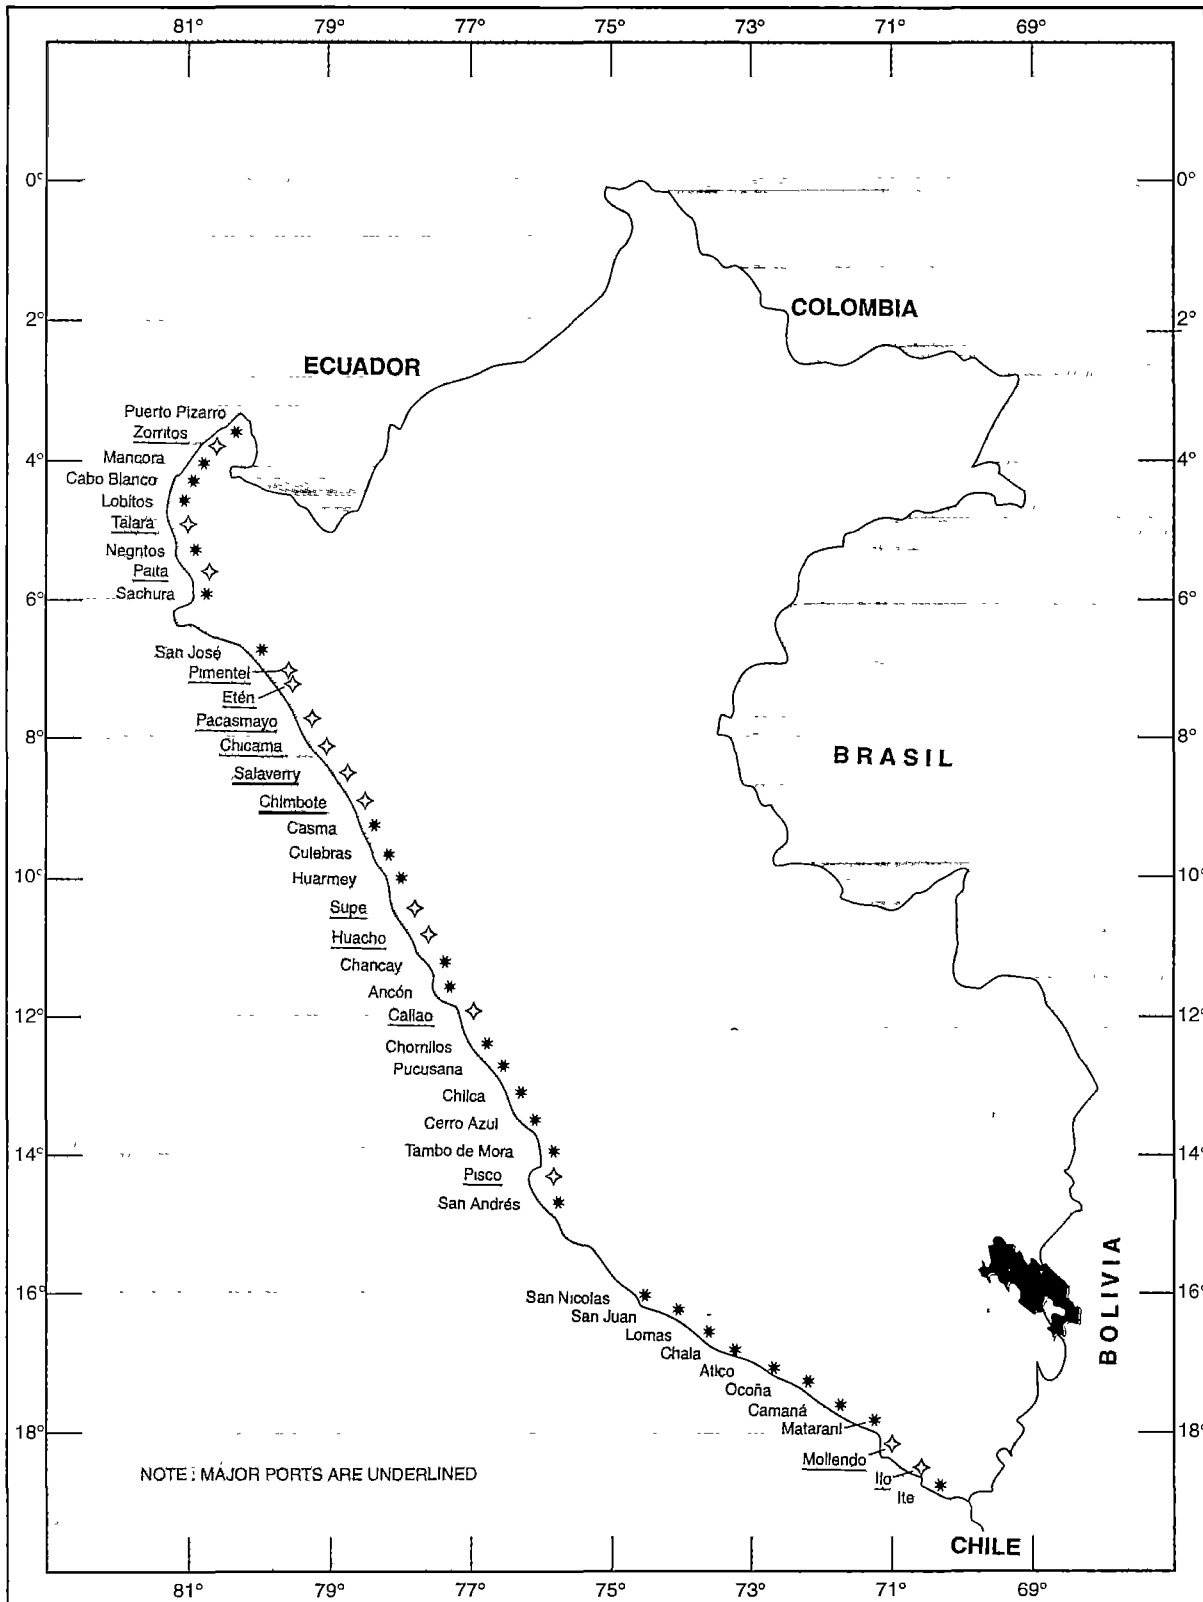 81° 79° 77° 75° 73° 71° 69°
0° 0°
COLOMBIA
2° 2°
ECUADOR
Puerto Pizarro
Zorritos
Mancora
4° 4°
Cabo Blanco
Lobitos
Talara
Negritos
Paita
Sachura
6° 6°
San José
Pimentel
Etén
Pacasmayo
8° 8°
Chicama
BRASIL
Salaverry
Chimbote
Casma
Culebras
10° 10°
Huarmey
Supe
Huacho
Chancay
Ancón
12° 12°
Callao
Chorrillos
Pucusana
Chilca
Cerro Azul
Tambo de Mora
14° 14°
Pisco
San Andrés
BOLIVIA
16° 16°
San Nicolas
San Juan
Lomas
Chala
Atico
Ocoña
Camaná
Mataranl
18° 18°
Mollendo
NOTE: MAJOR PORTS ARE UNDERLINED
Ilo
Ite
CHILE
81° 79° 77° 75° 73° 71° 69°